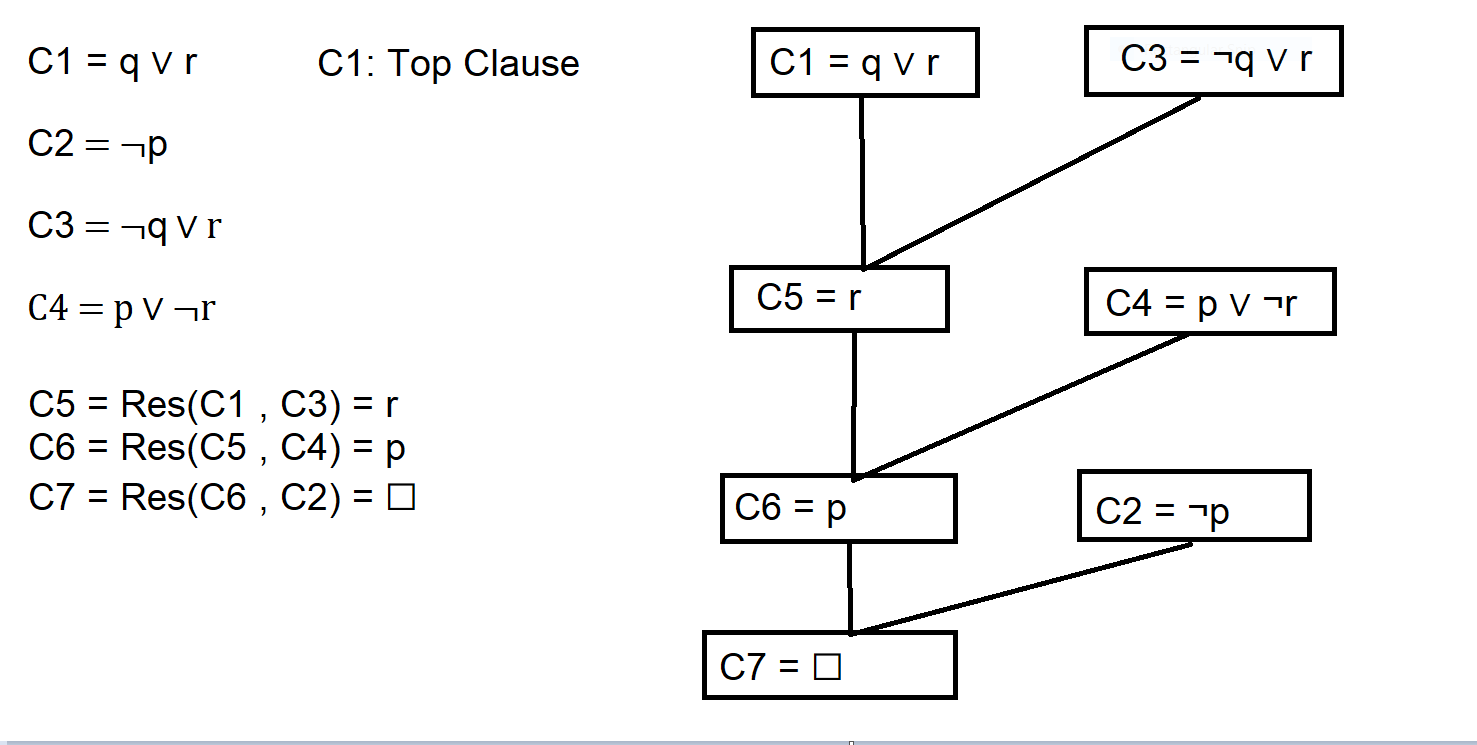 C1 = q ∨ r    C1: Top Clause
C2 = ¬p
C3 = ¬q ∨ r
C4 = p ∨ ¬r
C5 = Res(C1 , C3) = r
C6 = Res(C5 , C4) = p
C7 = Res(C6 , C2) = □
C1 = q ∨ r
C3 = ¬q ∨ r
C5 = r
C4 = p ∨ ¬r
C6 = p
C2 = ¬p
C7 = □